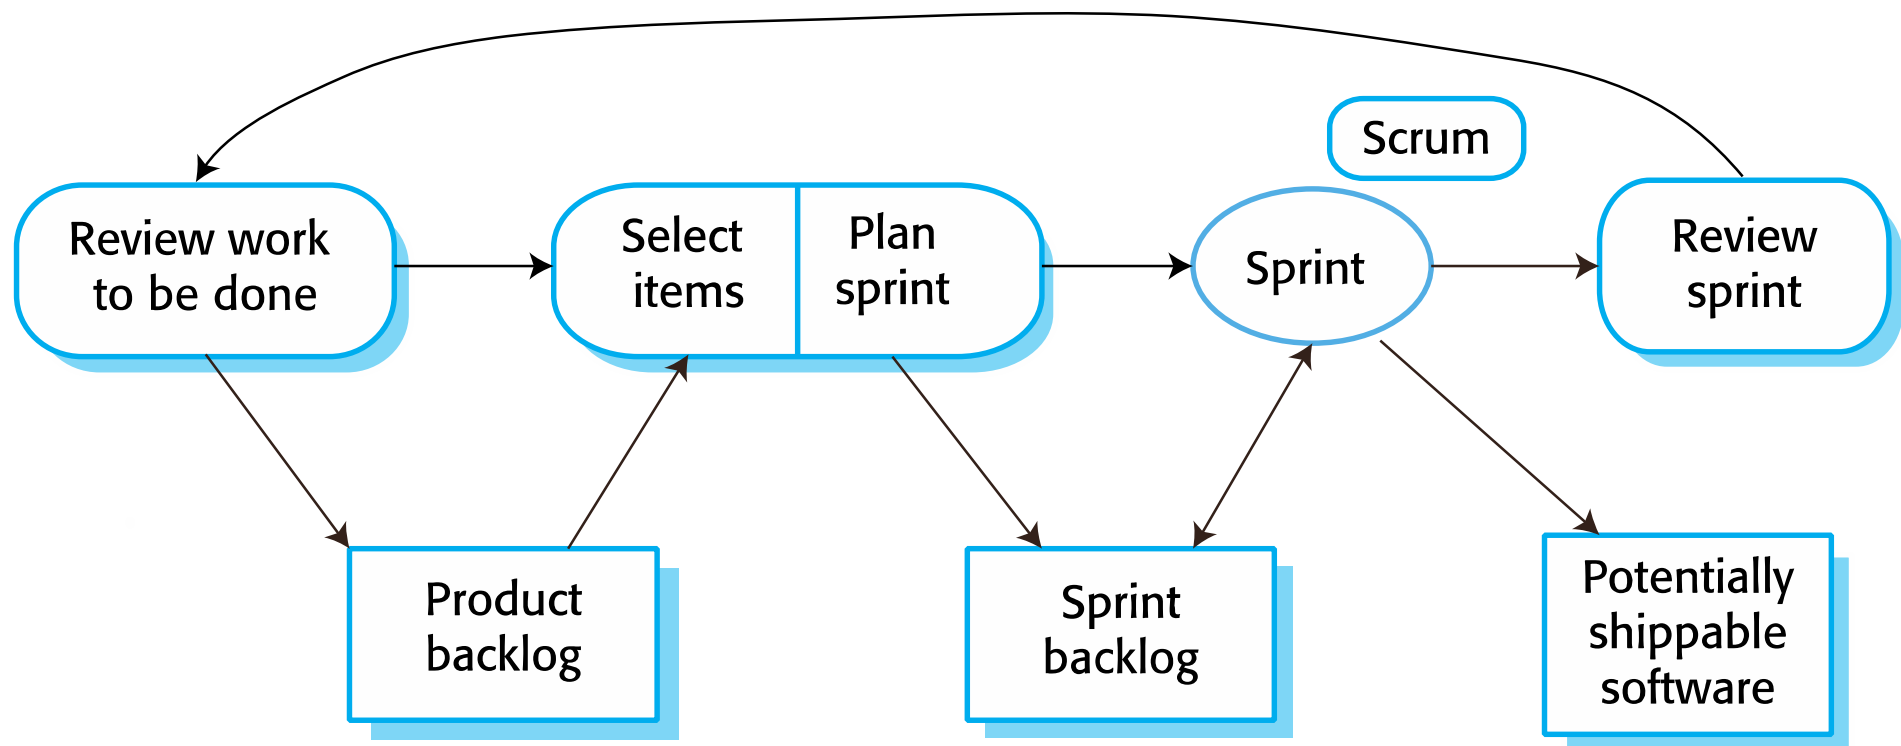 Scrum
Review work
to be done
Select
items
Plan
sprint
Sprint
Review
sprint
Product
backlog
Sprint
backlog
Potentially
shippable
software